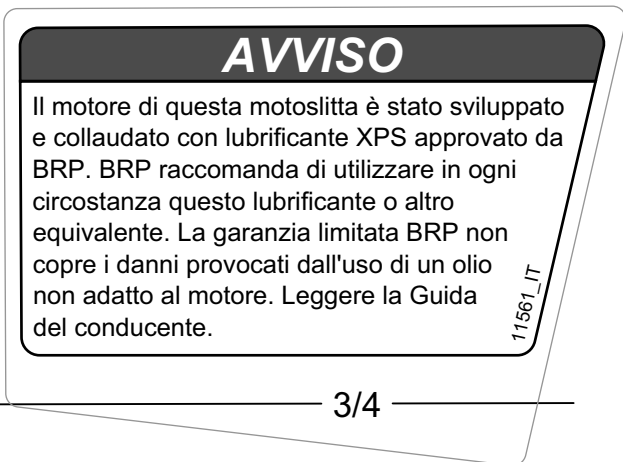 AVVISO
Il motore di questa motoslitta è stato sviluppato
e collaudato con lubrificante XPS approvato da
BRP. BRP raccomanda di utilizzare in ogni
circostanza questo lubrificante o altro
equivalente. La garanzia limitata BRP non
copre i danni provocati dall'uso di un olio
non adatto al motore. Leggere la Guida
del conducente.
11561_IT
3/4